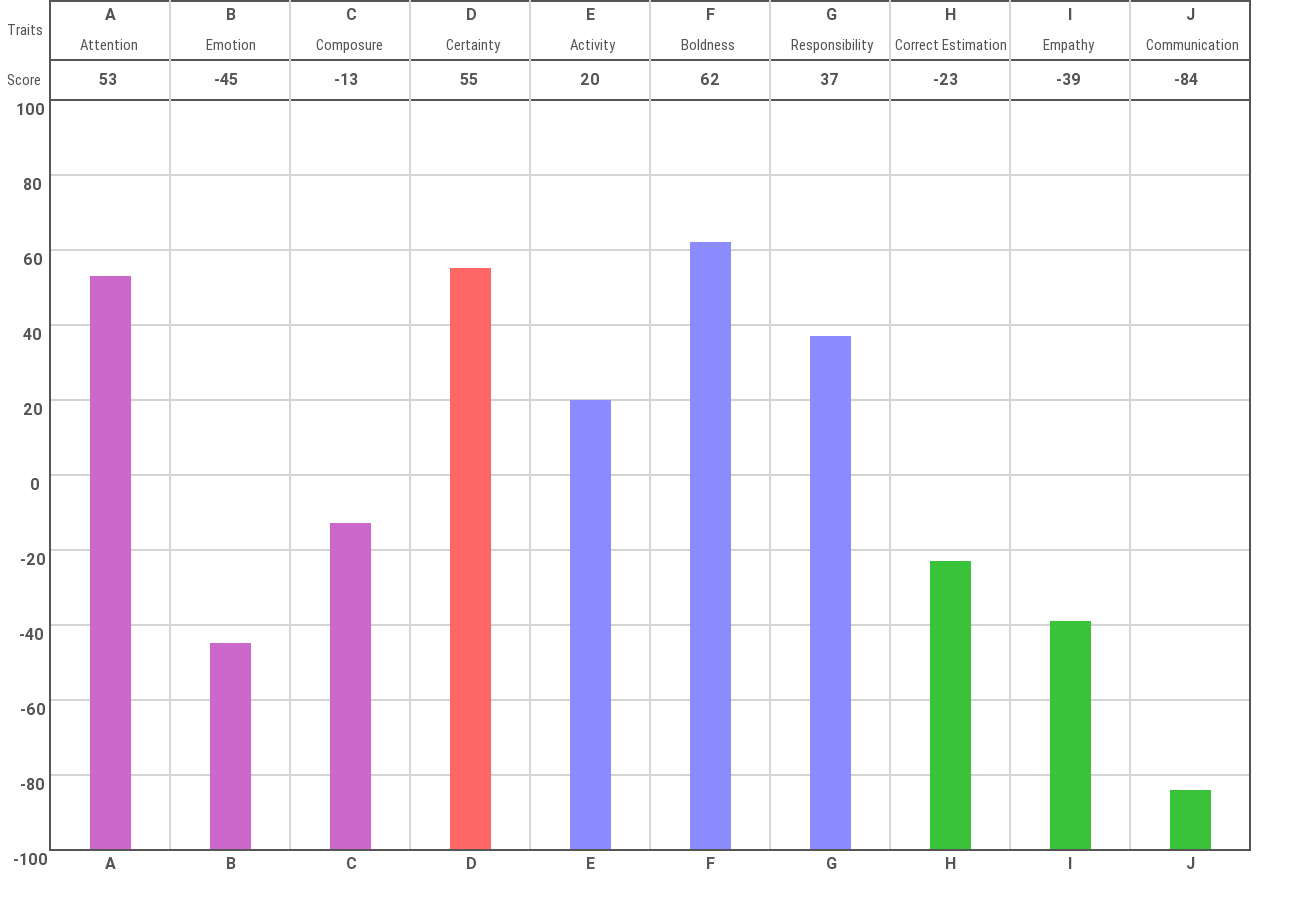 Traits A B C D E F G H I J
Attention Emotion Composure Certainty Activity Boldness Responsibility Correct Estimation Empathy Communication
Score 53 -45 -13 55 20 62 37 -23 -39 -84
100
80
60
40
20
0
-20
-40
-60
-80
-100
A B C D E F G H I J